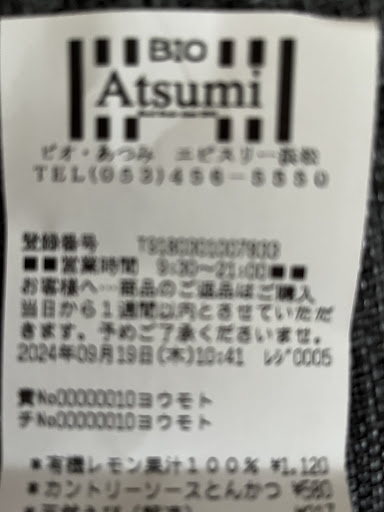 BIO
Atsumi
ビオ・あつみ エピスリー浜松
TEL(053)456-5550
登録番号
■■営業時間 9:30~21:00■■
お客様へ…商品のご返品はご購入
当日から1週間以内とさせていただ
きます。予めご了承くださいませ。
2024年09月19日(木)10:41 レジ0005
責No00000010ヨウモト
チNo00000010ヨウモト
*有機レモン果汁100% ¥1,120
*カントリーソースとんかつ ¥580